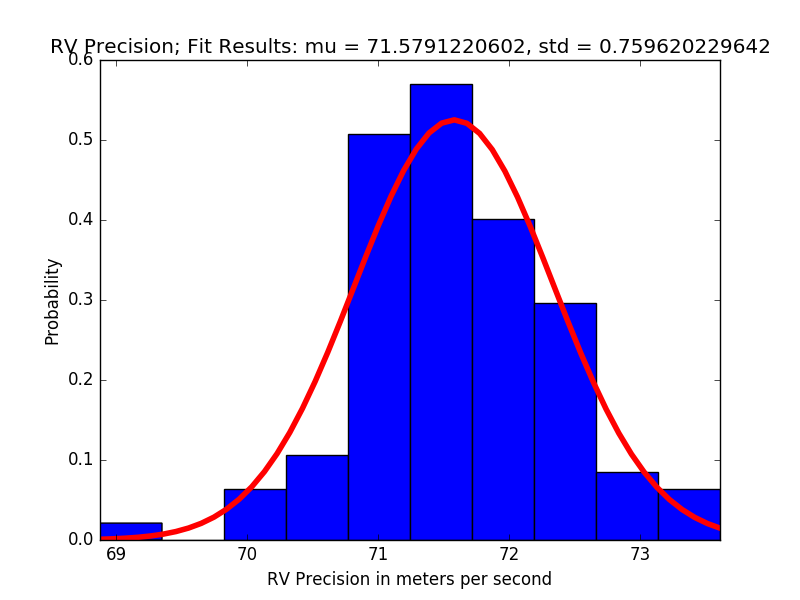 RV Precision; Fit Results: mu = 71.5791220602, std = 0.759620229642
0.6
0.5
0.4
0.3
0.2
0.1
0.0
Probability
69 70 71 72 73
RV Precision in meters per second